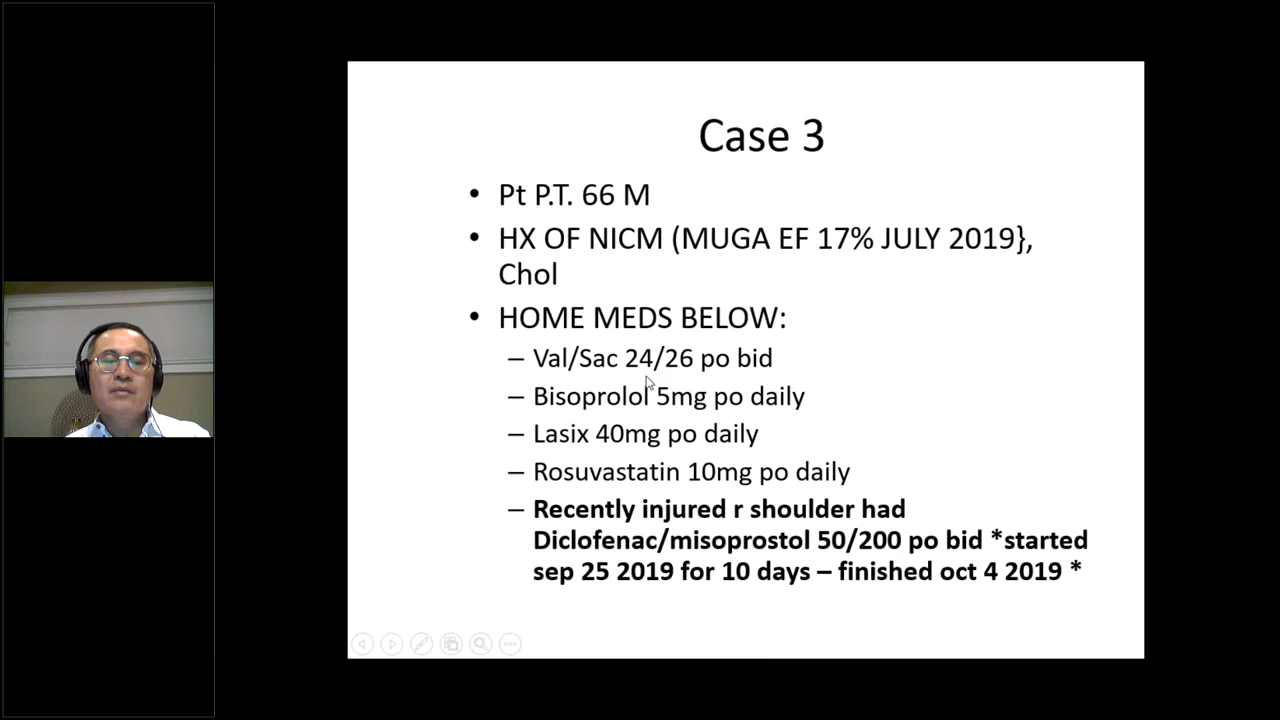 Case 3
• Pt P.T. 66 M
• HX OF NICM (MUGA EF 17% JULY 2019},
Chol
• HOME MEDS BELOW:
– Val/Sac 24/26 po bid
– Bisoprolol 5mg po daily
– Lasix 40mg po daily
– Rosuvastatin 10mg po daily
– Recently injured r shoulder had
Diclofenac/misoprostol 50/200 po bid *started
sep 25 2019 for 10 days – finished oct 4 2019 *